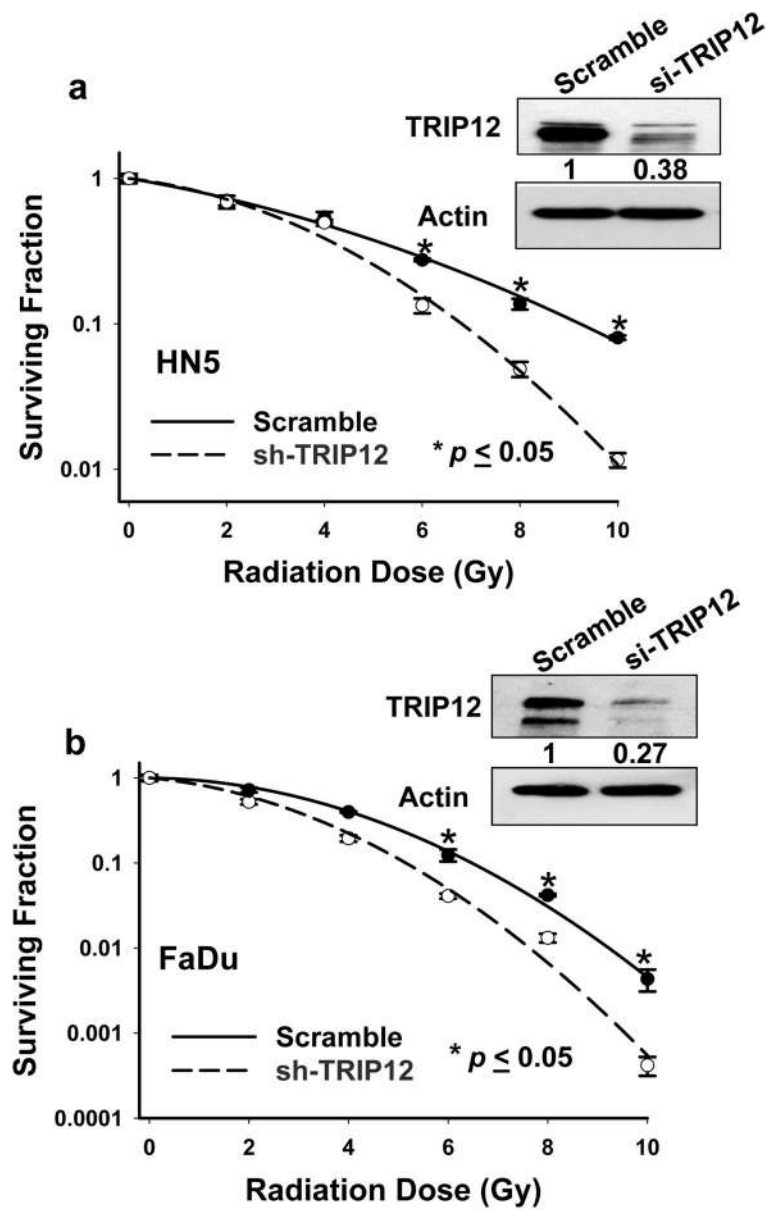 a
Scramble
si-TRIP12
TRIP12
1 0.38
Actin
1
0.1
0.01
Surviving Fraction
* * *
HN5
Scramble
sh-TRIP12
* p ≤ 0.05
0 2 4 6 8 10
Radiation Dose (Gy)
b
Scramble
si-TRIP12
TRIP12
1 0.27
Actin
1
0.1
0.01
0.001
0.0001
Surviving Fraction
* * *
FaDu
Scramble
sh-TRIP12
* p ≤ 0.05
0 2 4 6 8 10
Radiation Dose (Gy)